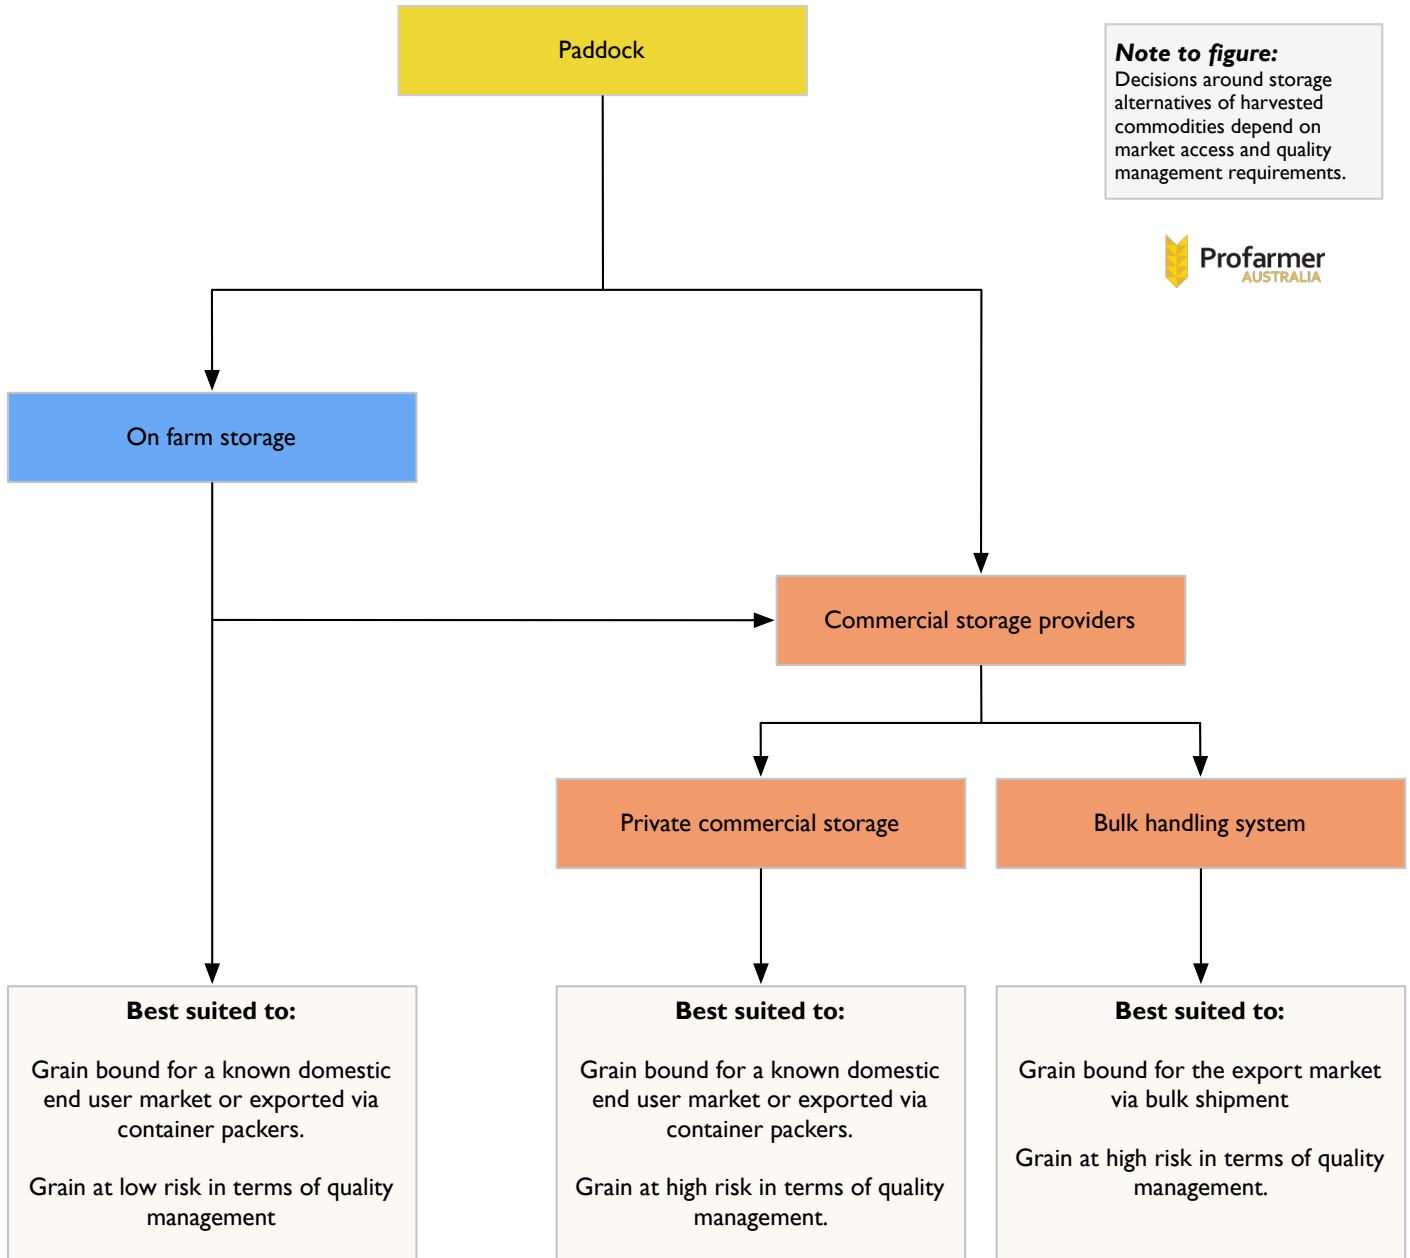 Paddock
Note to figure:
Decisions around storage
alternatives of harvested
commodities depend on
market access and quality
management requirements.
Profarmer
AUSTRALIA
On farm storage
Commercial storage providers
Private commercial storage
Bulk handling system
Best suited to:
Grain bound for a known domestic
end user market or exported via
container packers.
Grain at low risk in terms of quality
management
Best suited to:
Grain bound for a known domestic
end user market or exported via
container packers.
Grain at high risk in terms of quality
management.
Best suited to:
Grain bound for the export market
via bulk shipment
Grain at high risk in terms of quality
management.